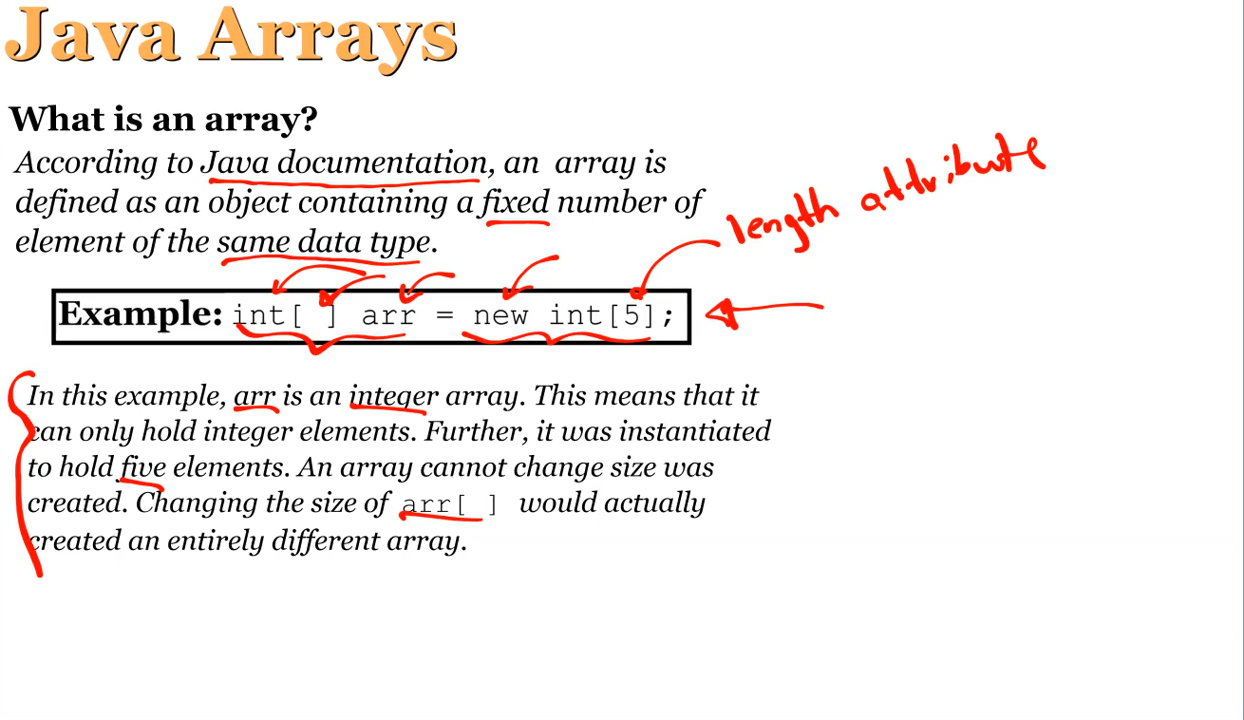 Java Arrays
What is an array?
According to Java documentation, an array is
defined as an object containing a fixed number of
element of the same data type.
length attribute
Example: int[ ] arr = new int[5];
In this example, arr is an integer array. This means that it
can only hold integer elements. Further, it was instantiated
to hold five elements. An array cannot change size was
created. Changing the size of arr[ ] would actually
created an entirely different array.